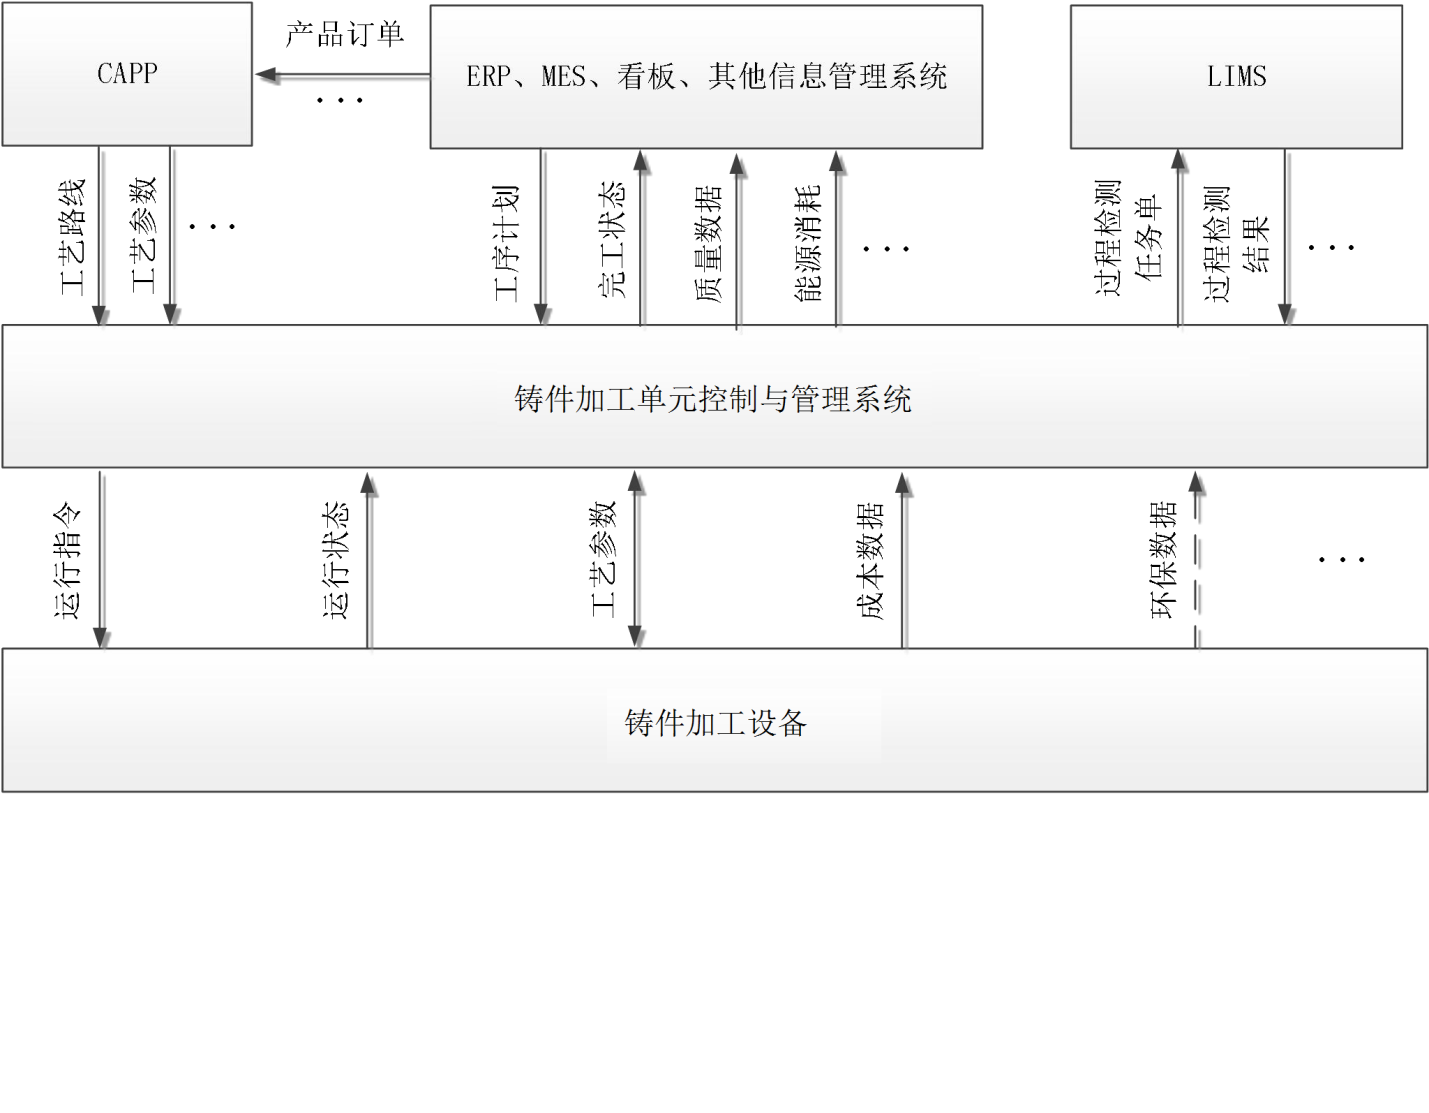 产品订单
CAPP
ERP、MES、看板、其他信息管理系统
LIMS
...
工艺路线
工艺参数
...
工序计划
完工状态
质量数据
能源消耗
...
过程检测
任务单
过程检测
结果
...
铸件加工单元控制与管理系统
运行指令
运行状态
工艺参数
成本数据
环保数据
...
铸件加工设备